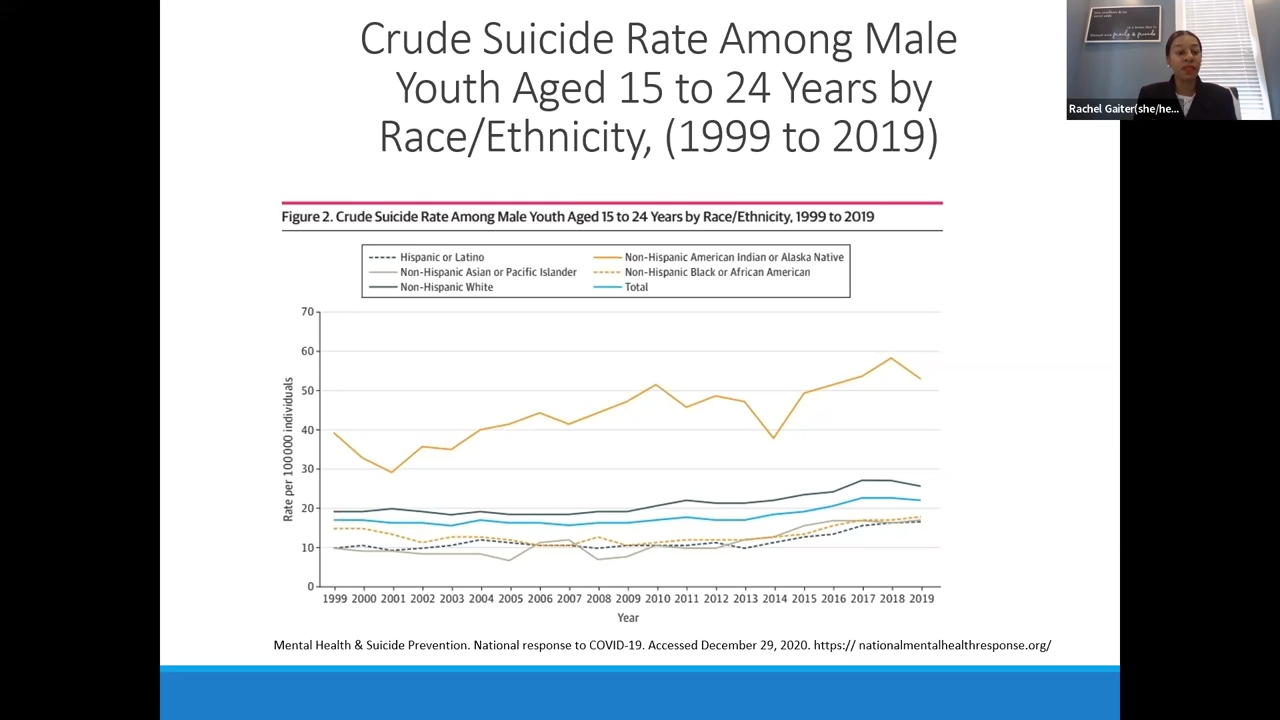 Crude Suicide Rate Among Male
Youth Aged 15 to 24 Years by
Race/Ethnicity, (1999 to 2019)
Rachel Gaiter(she/he...
Figure 2. Crude Suicide Rate Among Male Youth Aged 15 to 24 Years by Race/Ethnicity, 1999 to 2019
Hispanic or Latino
Non-Hispanic American Indian or Alaska Native
Non-Hispanic Asian or Pacific Islander
Non-Hispanic Black or African American
Non-Hispanic White
Total
Rate per 100 000 individuals
70
60
50
40
30
20
10
0
1999 2000 2001 2002 2003 2004 2005 2006 2007 2008 2009 2010 2011 2012 2013 2014 2015 2016 2017 2018 2019
Year
Mental Health & Suicide Prevention. National response to COVID-19. Accessed December 29, 2020. https:// nationalmentalhealthresponse.org/